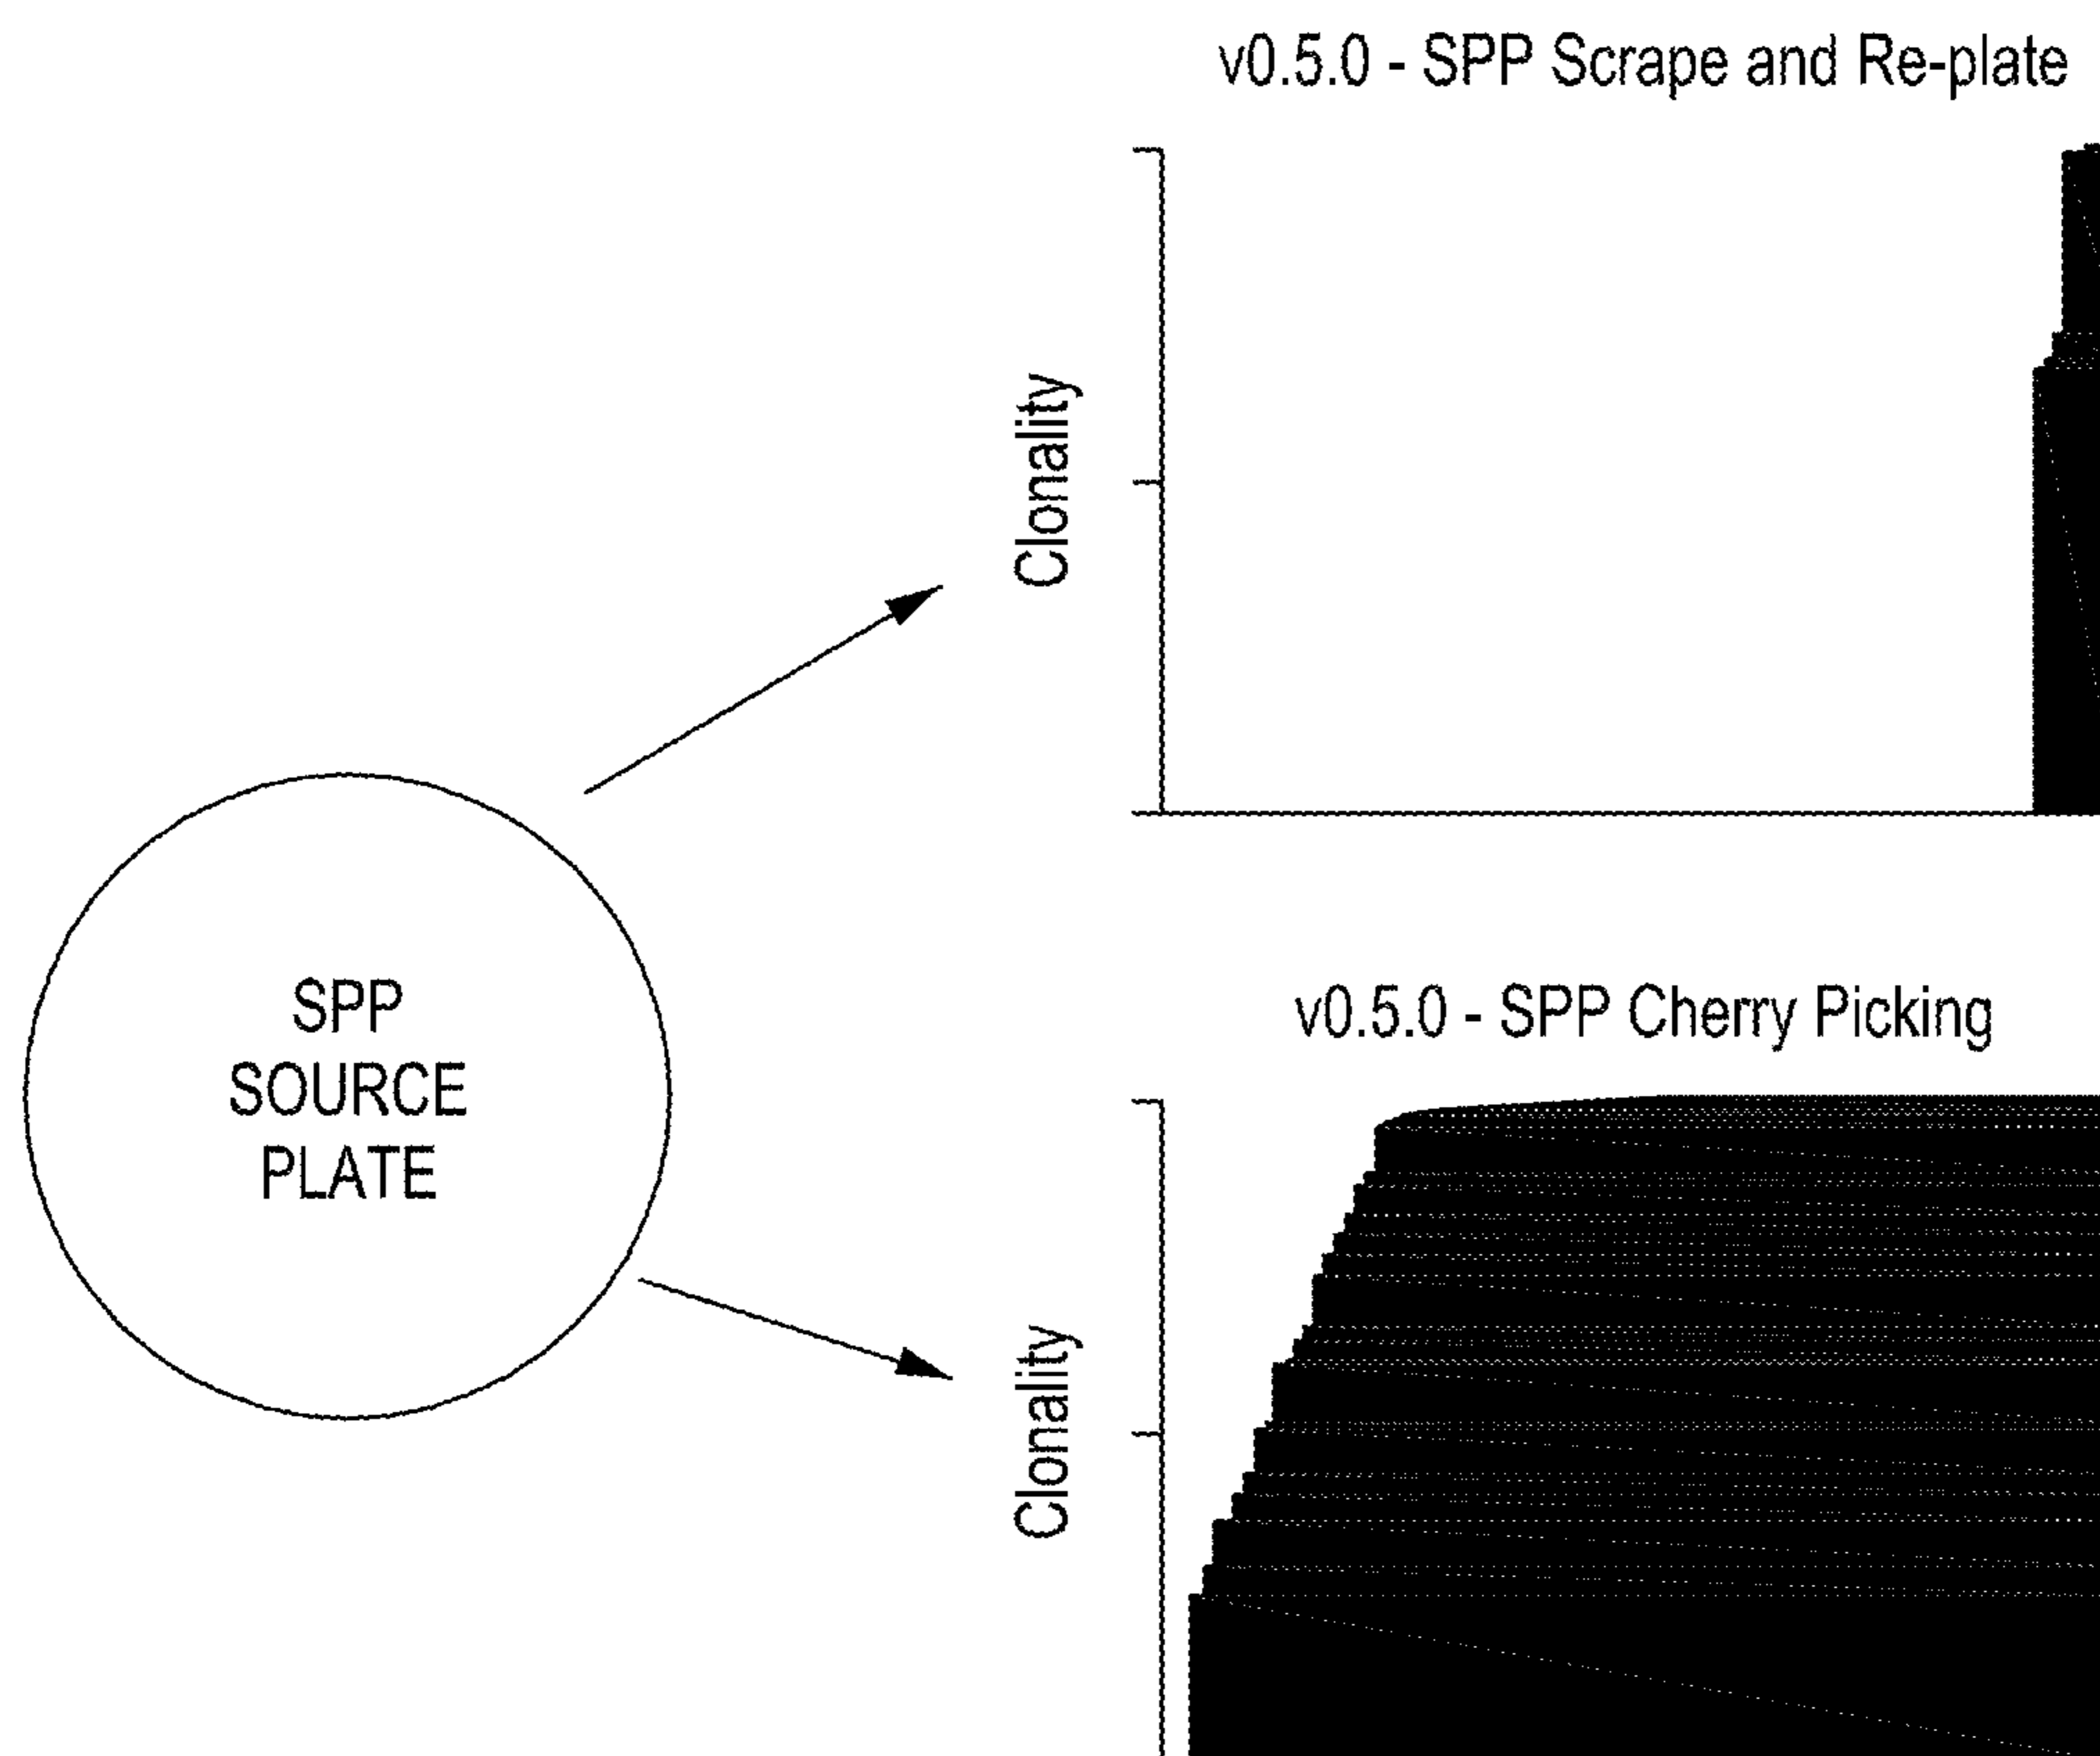 v0.5.0 - SPP Scrape and Re-plate
Clonality
SPP
SOURCE
PLATE
v0.5.0 - SPP Cherry Picking
Clonality